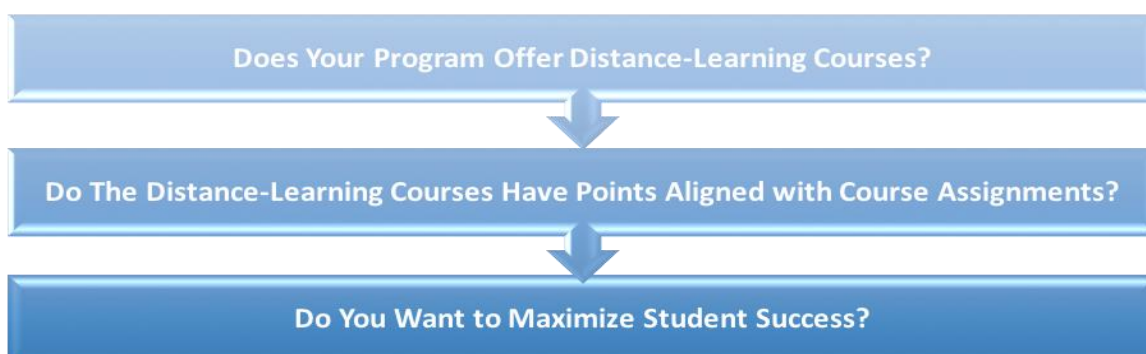 Does Your Program Offer Distance-Learning Courses?
Do The Distance-Learning Courses Have Points Aligned with Course Assignments?
Do You Want to Maximize Student Success?